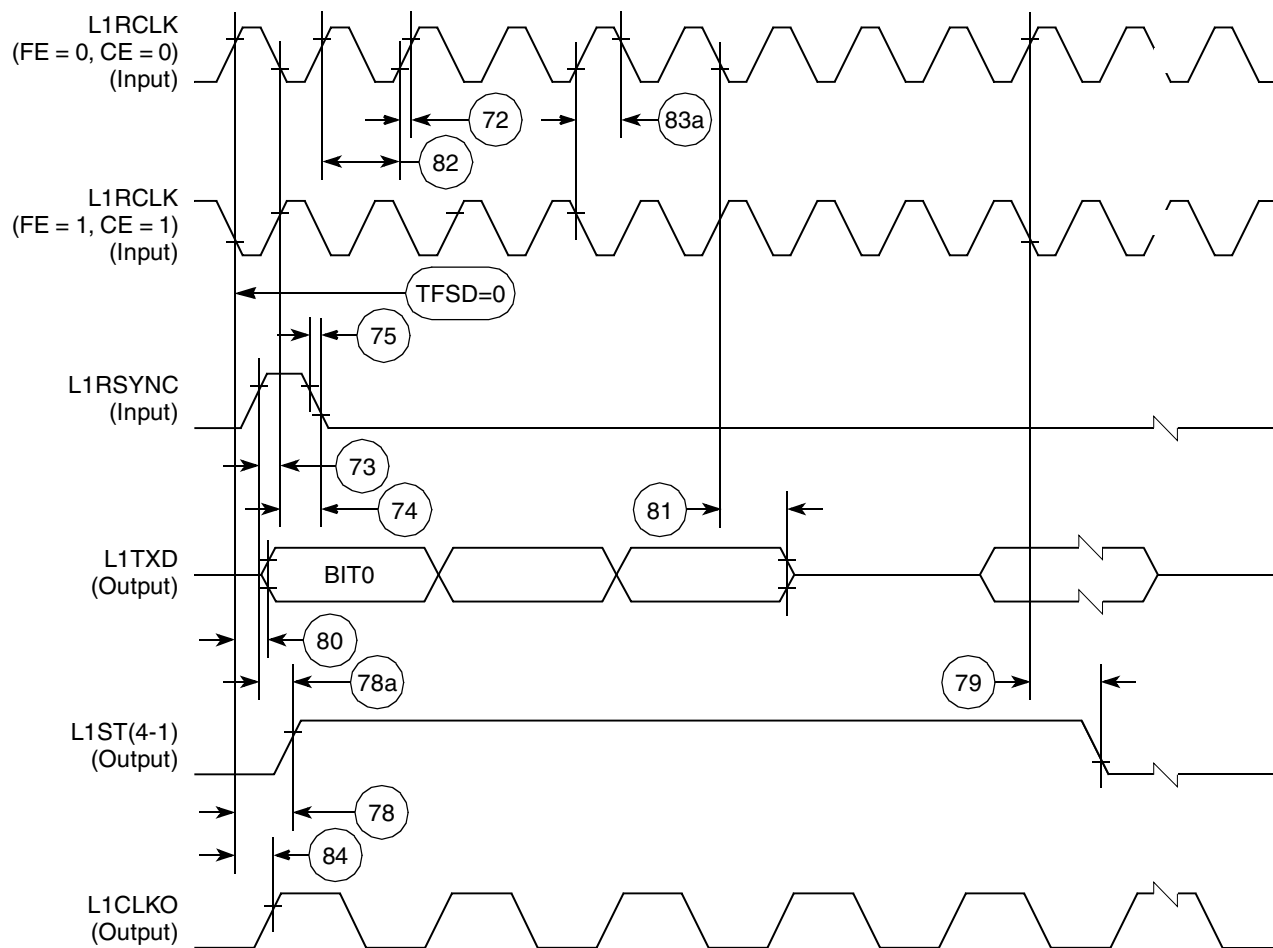 L1RCLK
(FE = 0, CE = 0)
(Input)
72
83a
82
L1RCLK
(FE = 1, CE = 1)
(Input)
TFSD=0
75
L1RSYNC
(Input)
73
74
81
L1TXD
(Output)
BIT0
80
78a
79
L1ST(4-1)
(Output)
78
84
L1CLKO
(Output)